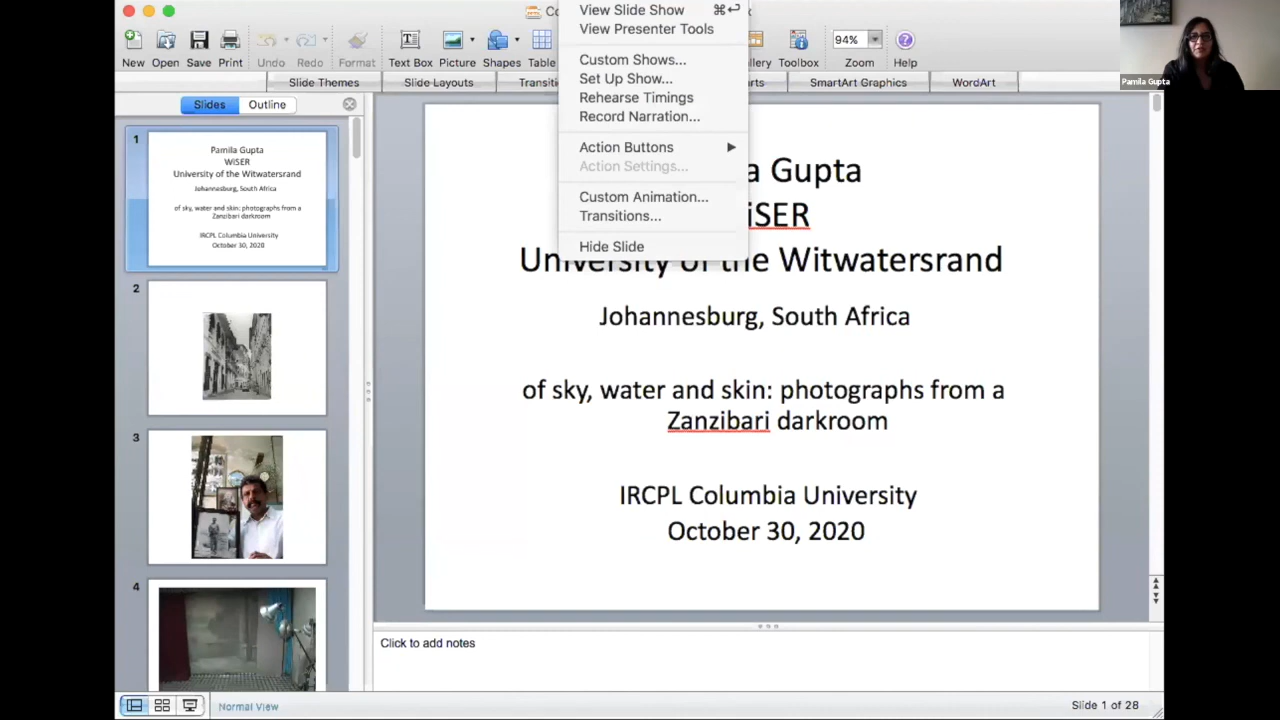 Co
View Slide Show ⌘↩
View Presenter Tools
Custom Shows...
Set Up Show...
Rehearse Timings
Record Narration...
Action Buttons ▶
Action Settings...
Custom Animation...
Transitions...
Hide Slide
New Open Save Print Undo Redo Format Text Box Picture Shapes Table
94%
Toolbox Zoom Help
Slide Themes Slide Layouts SmartArt Graphics WordArt
Slides Outline
1
Pamila Gupta
WiSER
University of the Witwatersrand
Johannesburg, South Africa
of sky, water and skin: photographs from a
Zanzibari darkroom
IRCPL Columbia University
October 30, 2020
2
3
4
a Gupta
iSER
University of the Witwatersrand
Johannesburg, South Africa
of sky, water and skin: photographs from a
Zanzibari darkroom
IRCPL Columbia University
October 30, 2020
Click to add notes
Normal View
Slide 1 of 28
Pamila Gupta